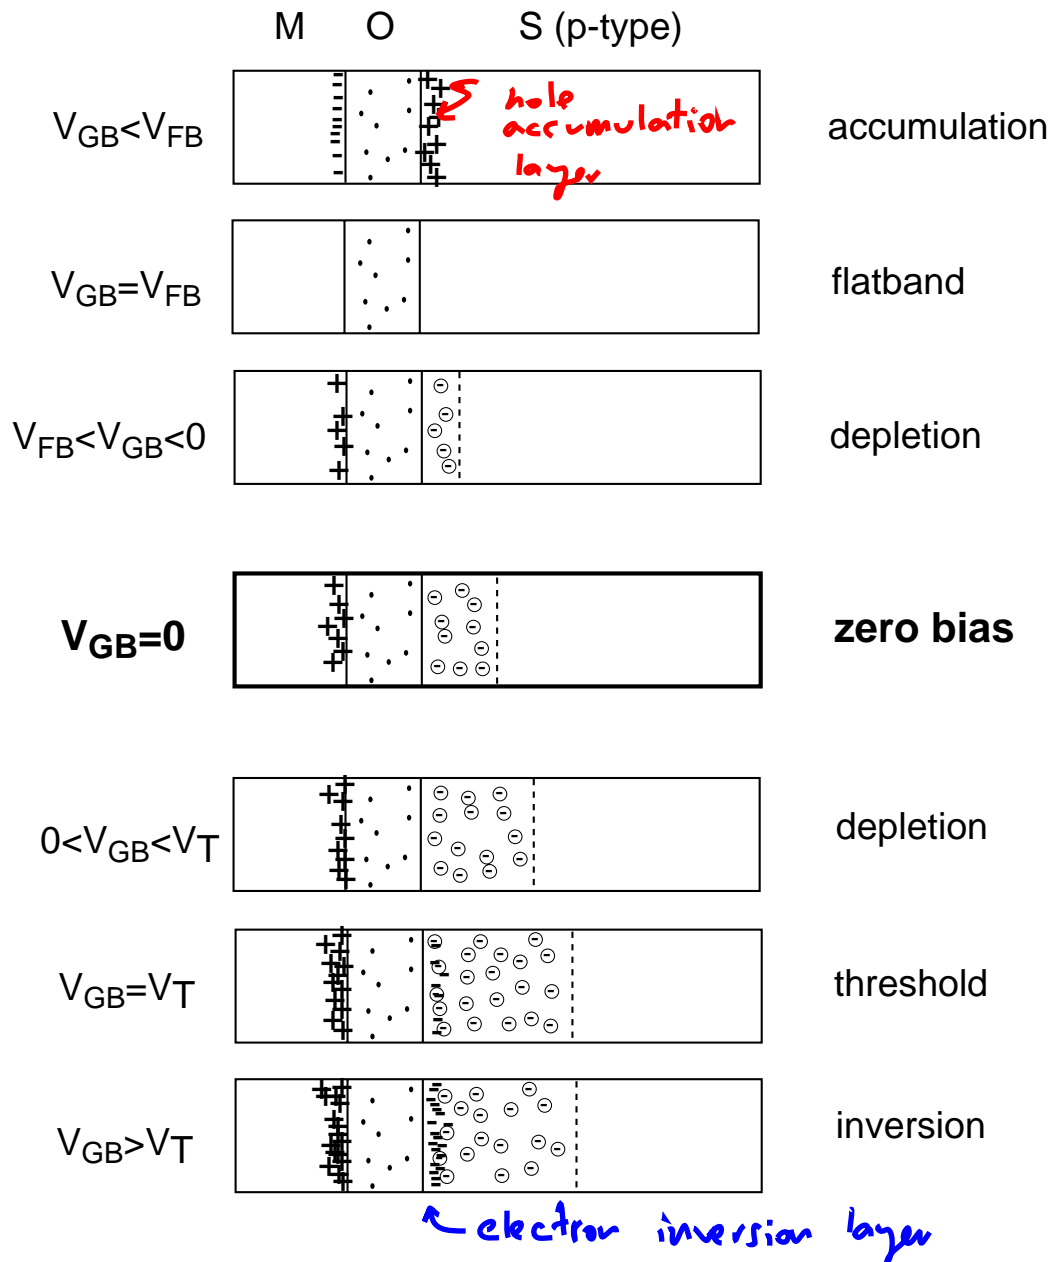 M O S (p-type)
V_GB<V_FB
hole
accumulation
layer
accumulation
V_GB=V_FB
flatband
V_FB<V_GB<0
depletion
V_GB=0
zero bias
0<V_GB<V_T
depletion
V_GB=V_T
threshold
V_GB>V_T
inversion
electron inversion layer